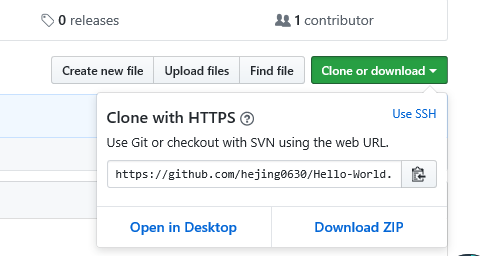 0 releases
1 contributor
Create new file
Upload files
Find file
Clone or download
Clone with HTTPS
Use SSH
Use Git or checkout with SVN using the web URL.
https://github.com/hejing0630/Hello-World.
Open in Desktop
Download ZIP